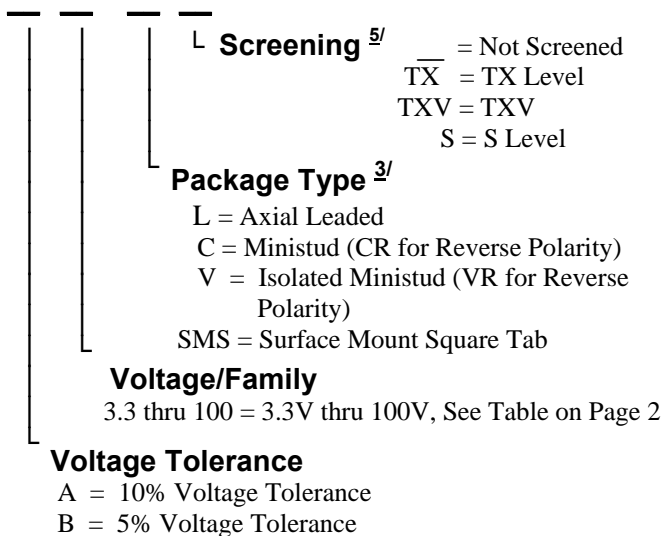 Screening 5/
__ = Not Screened
TX = TX Level
TXV = TXV
S = S Level
Package Type 3/
L = Axial Leaded
C = Ministud (CR for Reverse Polarity)
V = Isolated Ministud (VR for Reverse
Polarity)
SMS = Surface Mount Square Tab
Voltage/Family
3.3 thru 100 = 3.3V thru 100V, See Table on Page 2
Voltage Tolerance
A = 10% Voltage Tolerance
B = 5% Voltage Tolerance